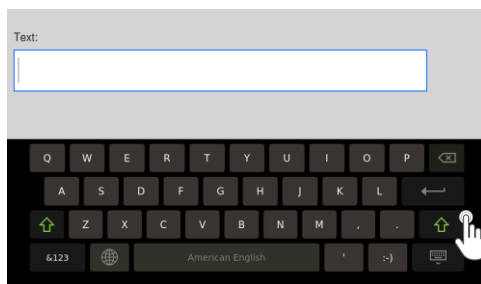 Text:
Q W E R T Y U I O P
A S D F G H J K L
Z X C V B N M , .
&123 American English ' :-)